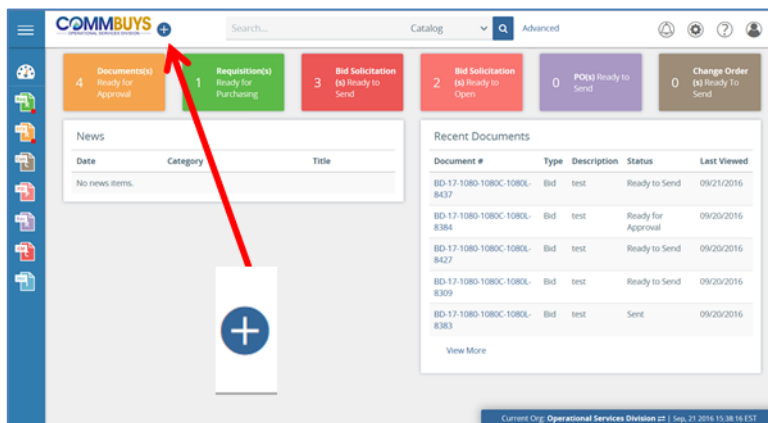 COMMBUYS
OPERATIONAL SERVICES DIVISION
Search...
Catalog
Advanced
4 Documents(s) Ready for Approval
1 Requisition(s) Ready for Purchasing
3 Bid Solicitation (s) Ready to Send
2 Bid Solicitation (s) Ready to Open
0 PO(s) Ready to Send
0 Change Order (s) Ready To Send
News
Date Category Title
No news items.
Recent Documents
Document # Type Description Status Last Viewed
BD-17-1080-1080C-1080L-8437 Bid test Ready to Send 09/21/2016
BD-17-1080-1080C-1080L-8384 Bid test Ready for Approval 09/20/2016
BD-17-1080-1080C-1080L-8427 Bid test Ready to Send 09/20/2016
BD-17-1080-1080C-1080L-8309 Bid test Ready to Send 09/20/2016
BD-17-1080-1080C-1080L-8383 Bid test Sent 09/20/2016
View More
Current Org: Operational Services Division | Sep, 21 2016 15:38:16 EST